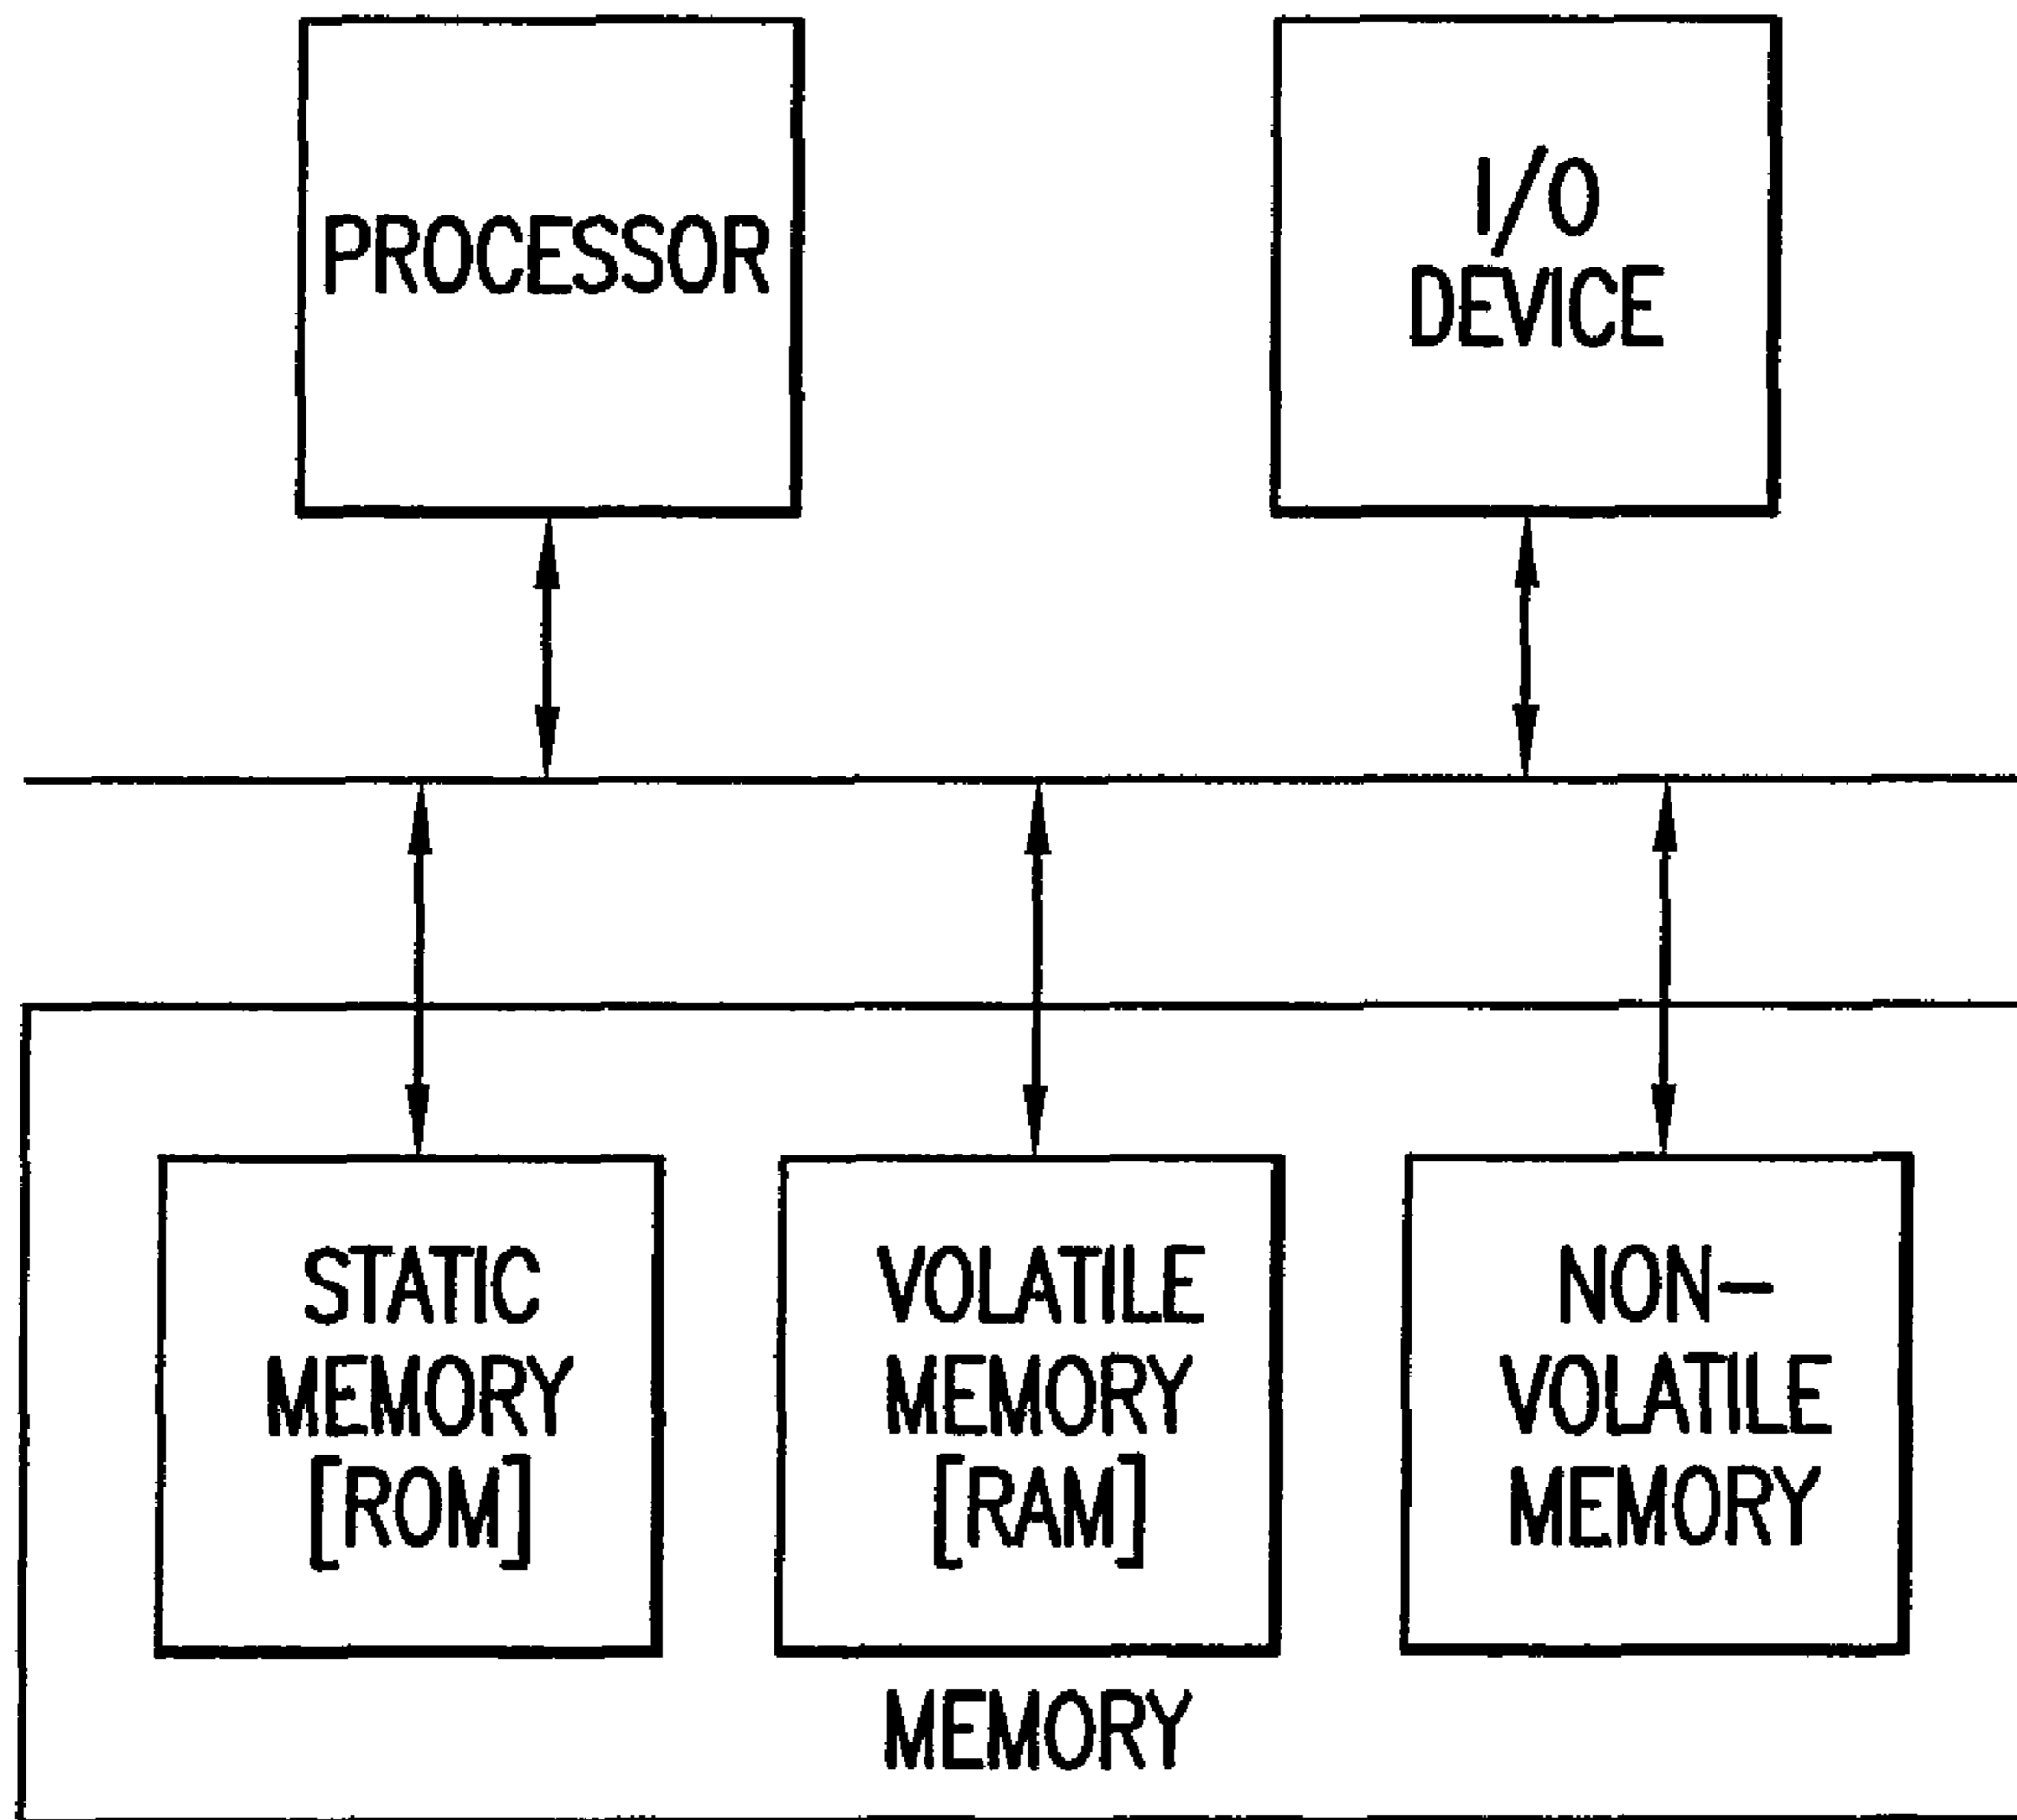 PROCESSOR
I/O
DEVICE
STATIC
MEMORY
[ROM]
VOLATILE
MEMORY
[RAM]
NON-
VOLATILE
MEMORY
MEMORY